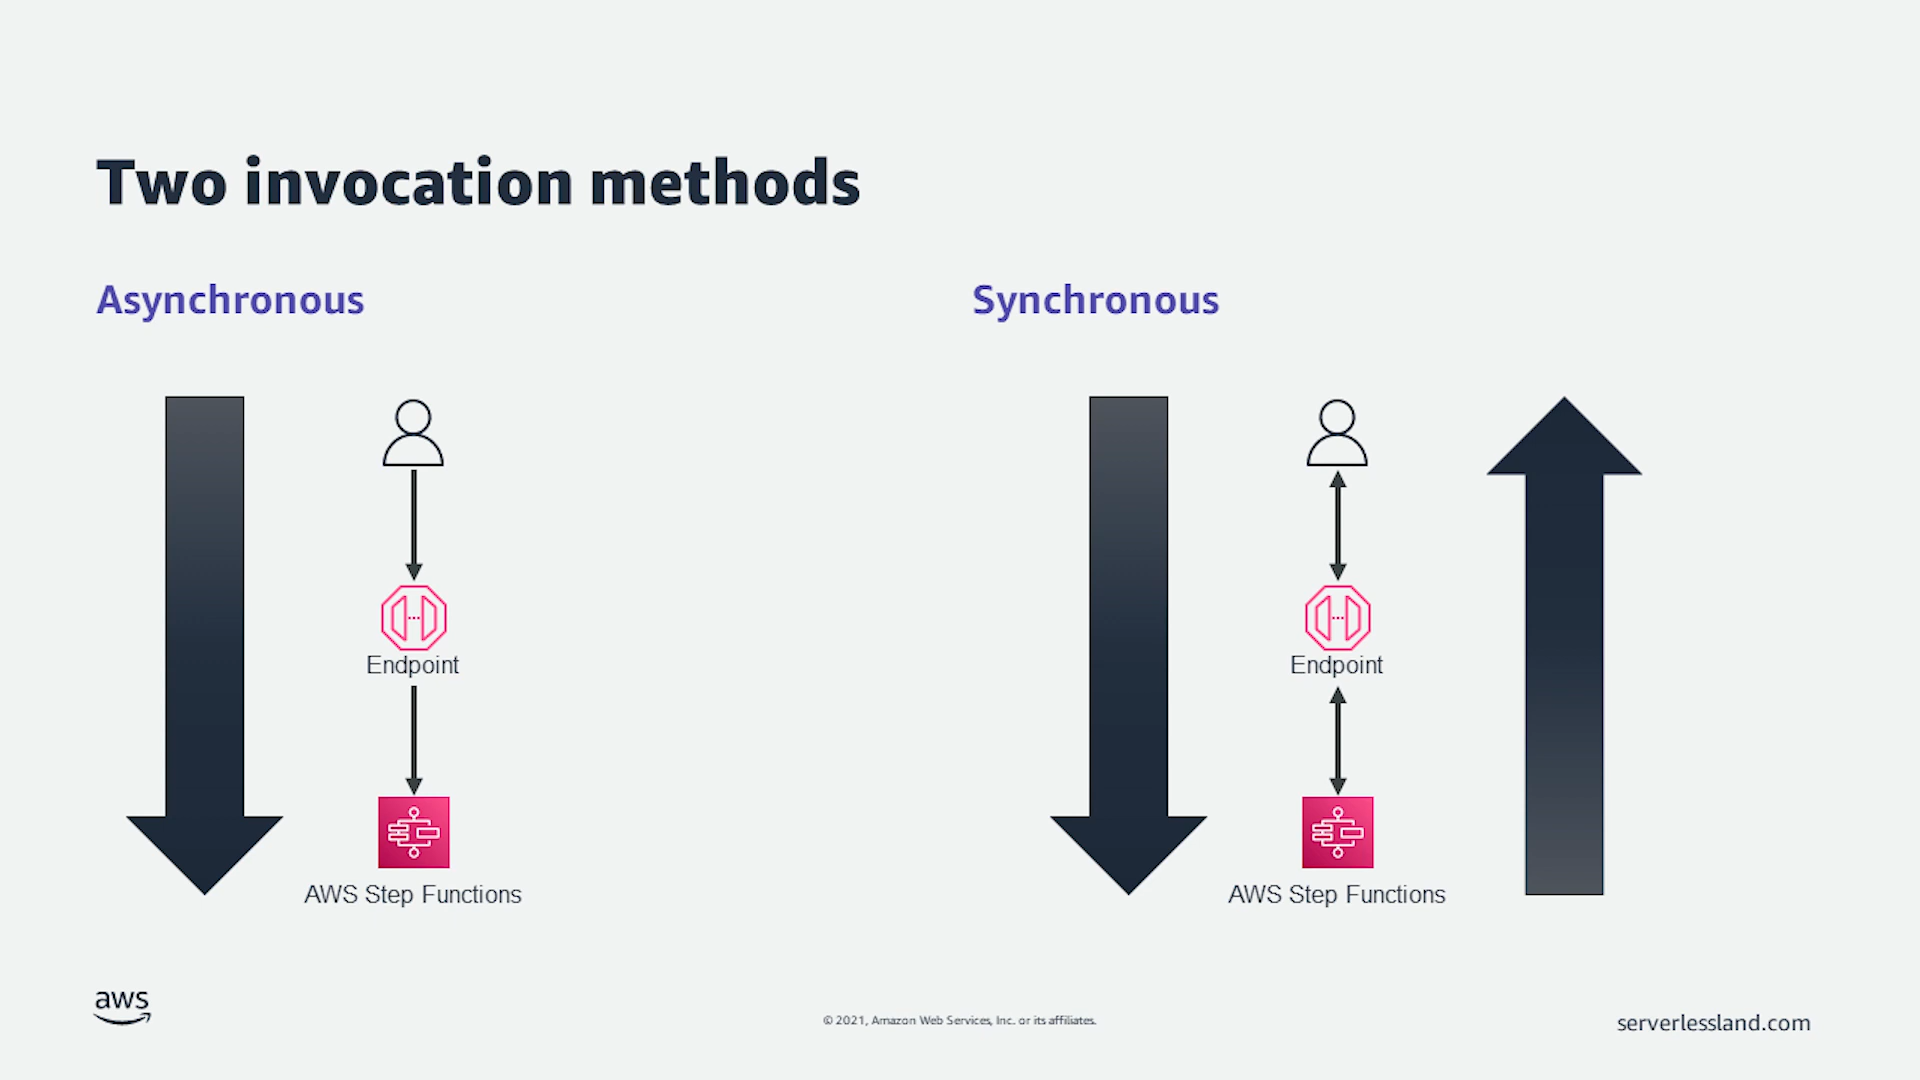 Two invocation methods
Asynchronous
Endpoint
AWS Step Functions
Synchronous
Endpoint
AWS Step Functions
aws
© 2021, Amazon Web Services, Inc. or its affiliates.
serverlessland.com